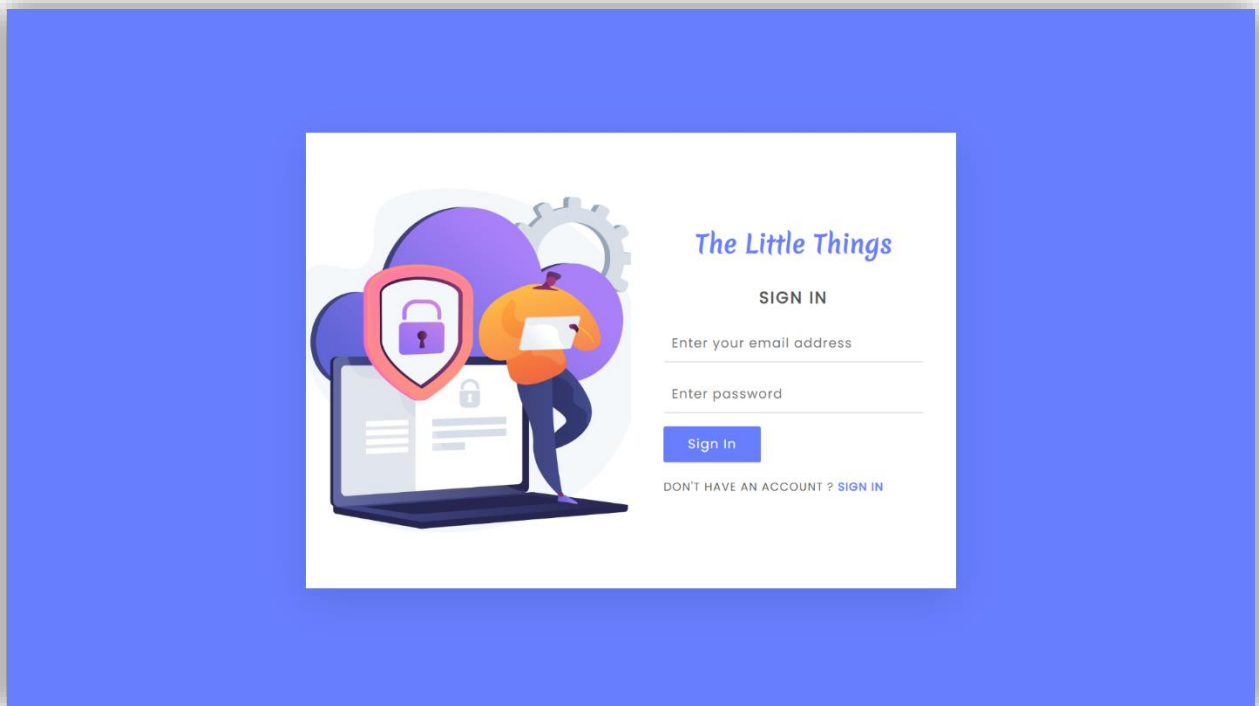 The Little Things
SIGN IN
Enter your email address
Enter password
Sign In
DON'T HAVE AN ACCOUNT ? SIGN IN